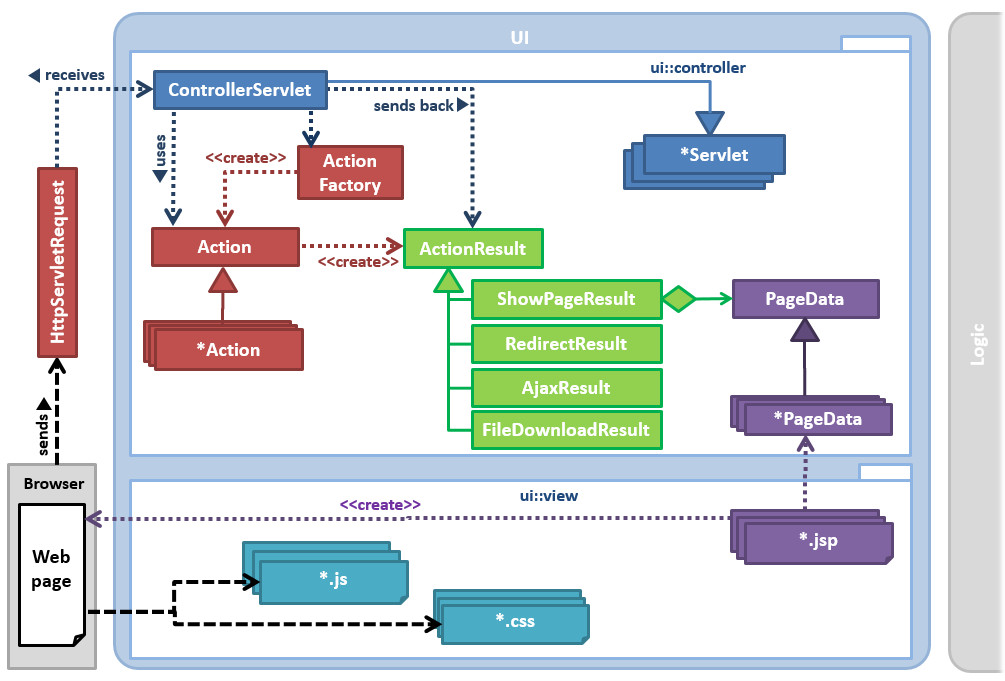 UI
receives
ControllerServlet
ui::controller
sends back
*Servlet
uses
<<create>>
Action
Factory
HttpServletRequest
Action
<<create>>
ActionResult
ShowPageResult
PageData
RedirectResult
*Action
AjaxResult
*PageData
FileDownloadResult
Logic
sends
Browser
ui::view
<<create>>
Web
page
*.jsp
*.js
*.css